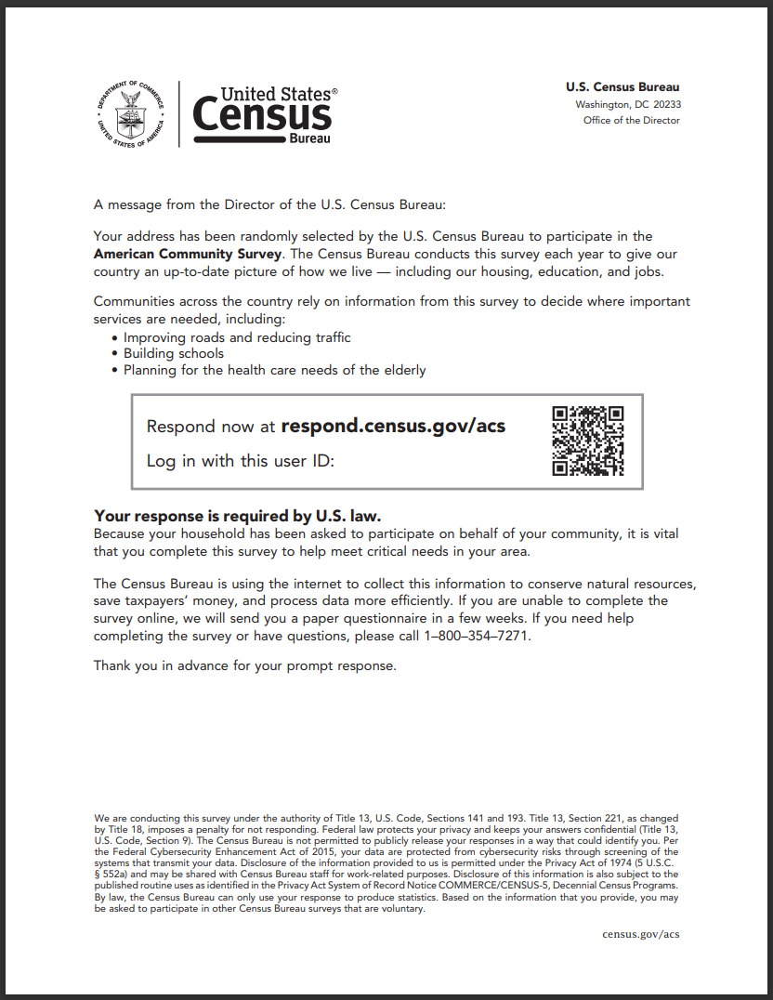 DEPARTMENT OF COMMERCE
UNITED STATES OF AMERICA
United States®
Census
Bureau
U.S. Census Bureau
Washington, DC 20233
Office of the Director
A message from the Director of the U.S. Census Bureau:
Your address has been randomly selected by the U.S. Census Bureau to participate in the
American Community Survey. The Census Bureau conducts this survey each year to give our
country an up-to-date picture of how we live — including our housing, education, and jobs.
Communities across the country rely on information from this survey to decide where important
services are needed, including:
• Improving roads and reducing traffic
• Building schools
• Planning for the health care needs of the elderly
Respond now at respond.census.gov/acs
Log in with this user ID:
Your response is required by U.S. law.
Because your household has been asked to participate on behalf of your community, it is vital
that you complete this survey to help meet critical needs in your area.
The Census Bureau is using the internet to collect this information to conserve natural resources,
save taxpayers’ money, and process data more efficiently. If you are unable to complete the
survey online, we will send you a paper questionnaire in a few weeks. If you need help
completing the survey or have questions, please call 1–800–354–7271.
Thank you in advance for your prompt response.
We are conducting this survey under the authority of Title 13, U.S. Code, Sections 141 and 193. Title 13, Section 221, as changed
by Title 18, imposes a penalty for not responding. Federal law protects your privacy and keeps your answers confidential (Title 13,
U.S. Code, Section 9). The Census Bureau is not permitted to publicly release your responses in a way that could identify you. Per
the Federal Cybersecurity Enhancement Act of 2015, your data are protected from cybersecurity risks through screening of the
systems that transmit your data. Disclosure of the information provided to us is permitted under the Privacy Act of 1974 (5 U.S.C.
§ 552a) and may be shared with Census Bureau staff for work-related purposes. Disclosure of this information is also subject to the
published routine uses as identified in the Privacy Act System of Record Notice COMMERCE/CENSUS-5, Decennial Census Programs.
By law, the Census Bureau can only use your response to produce statistics. Based on the information that you provide, you may
be asked to participate in other Census Bureau surveys that are voluntary.
census.gov/acs